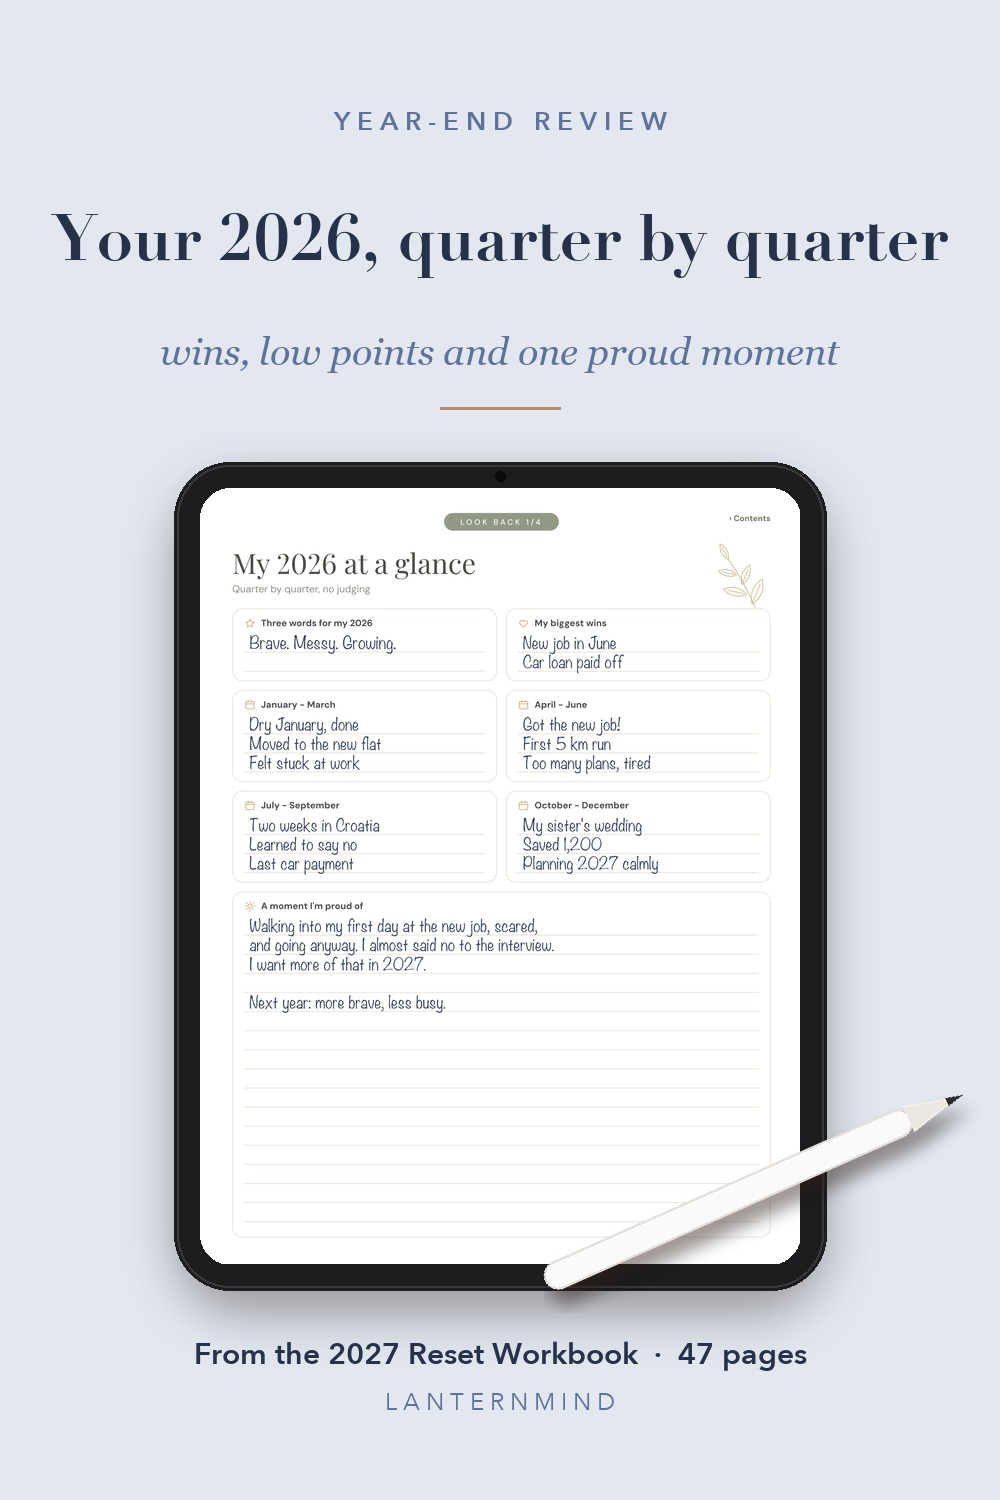 YEAR-END REVIEW
Your 2026, quarter by quarter
wins, low points and one proud moment
LOOK BACK 1/4
‹ Contents
My 2026 at a glance
Quarter by quarter, no judging
Three words for my 2026
Brave. Messy. Growing.
My biggest wins
New job in June
Car loan paid off
January – March
Dry January, done
Moved to the new flat
Felt stuck at work
April – June
Got the new job!
First 5 km run
Too many plans, tired
July – September
Two weeks in Croatia
Learned to say no
Last car payment
October – December
My sister's wedding
Saved 1,200
Planning 2027 calmly
A moment I'm proud of
Walking into my first day at the new job, scared,
and going anyway. I almost said no to the interview.
I want more of that in 2027.
Next year: more brave, less busy.
From the 2027 Reset Workbook · 47 pages
LANTERNMIND